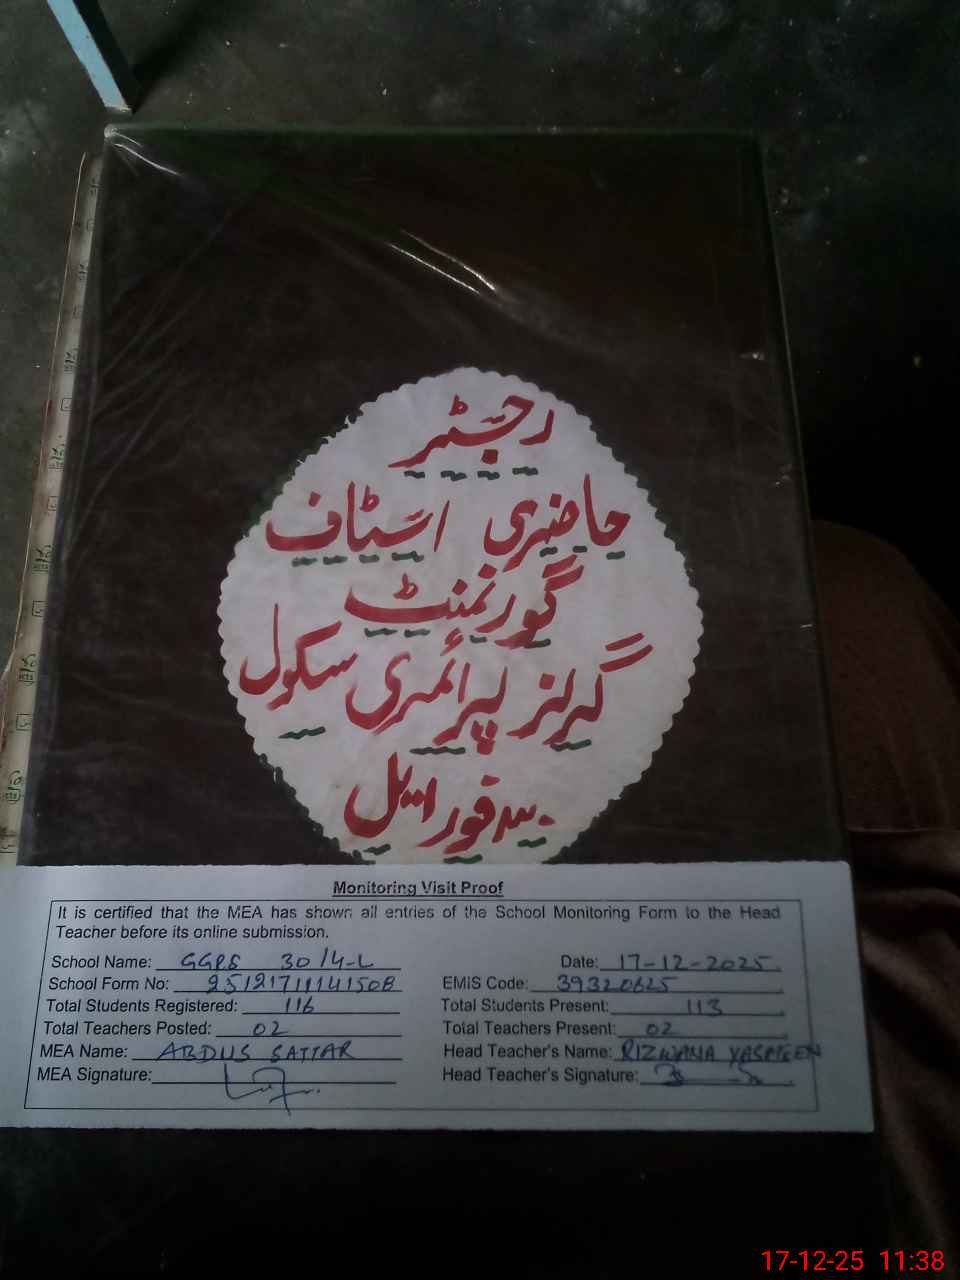 رجسٹر
حاضری اسٹاف
گورنمنٹ
گرلز پرائمری سکول
فور ایل
Monitoring Visit Proof
It is certified that the MEA has shown all entries of the School Monitoring Form to the Head
Teacher before its online submission.
School Name: GGPS 30/4-L Date: 17-12-2025
School Form No: 25121711141508 EMIS Code: 39320625
Total Students Registered: 116 Total Students Present: 113
Total Teachers Posted: 02 Total Teachers Present: 02
MEA Name: ABDUS SATTAR Head Teacher's Name: RIZWANA YASMEEN
MEA Signature: Head Teacher's Signature:
17-12-25 11:38